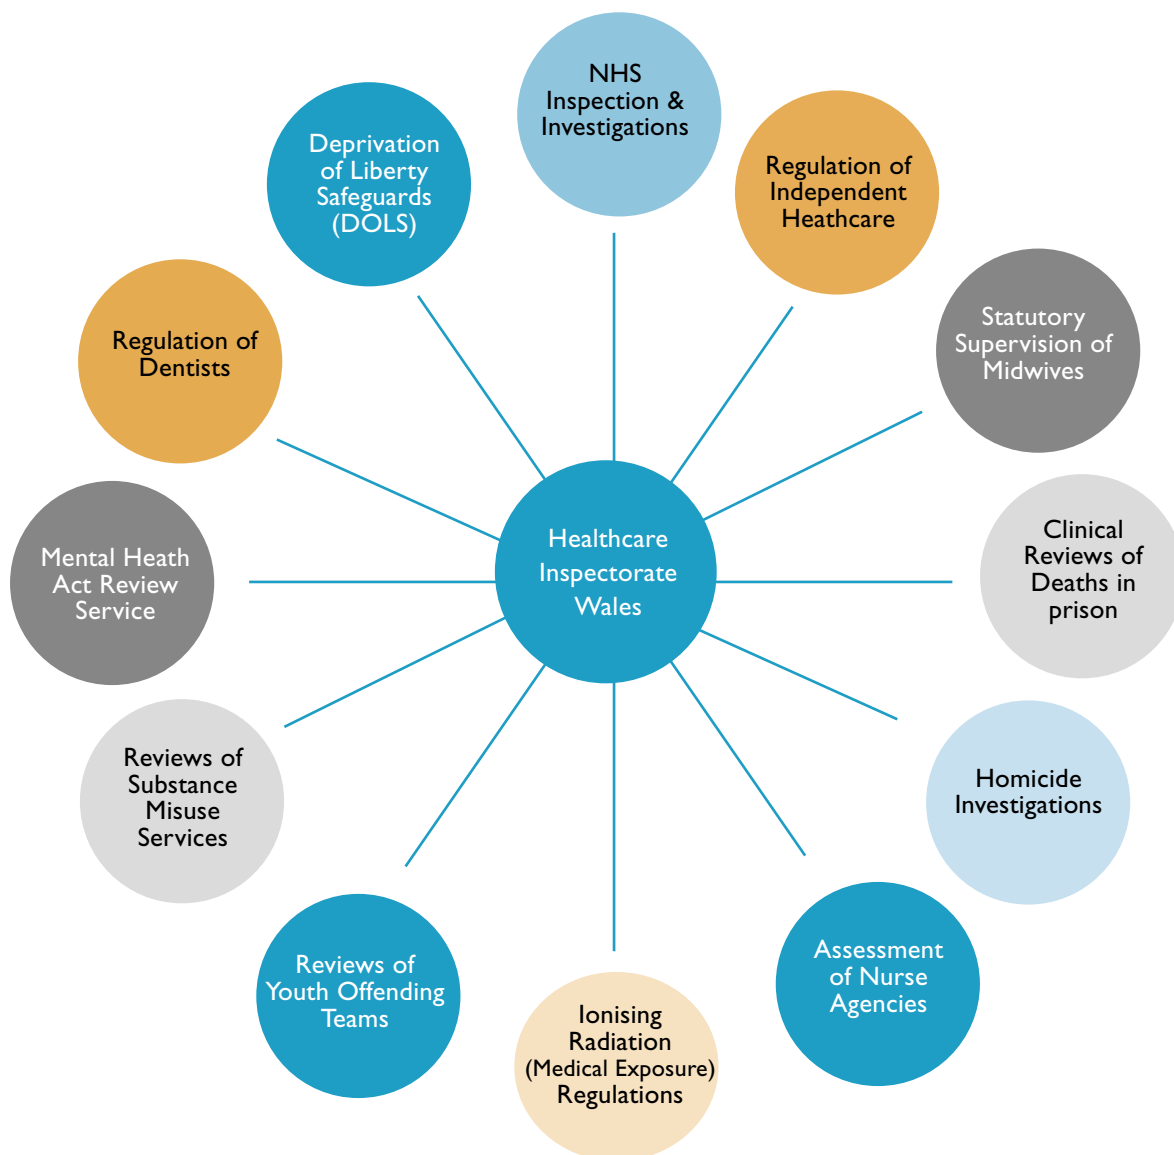 NHS
Inspection &
Investigations
Regulation of
Independent
Heathcare
Statutory
Supervision of
Midwives
Clinical
Reviews of
Deaths in
prison
Homicide
Investigations
Assessment
of Nurse
Agencies
Ionising
Radiation
(Medical Exposure)
Regulations
Reviews of
Youth Offending
Teams
Reviews of
Substance
Misuse
Services
Mental Heath
Act Review
Service
Regulation of
Dentists
Deprivation
of Liberty
Safeguards
(DOLS)
Healthcare
Inspectorate
Wales